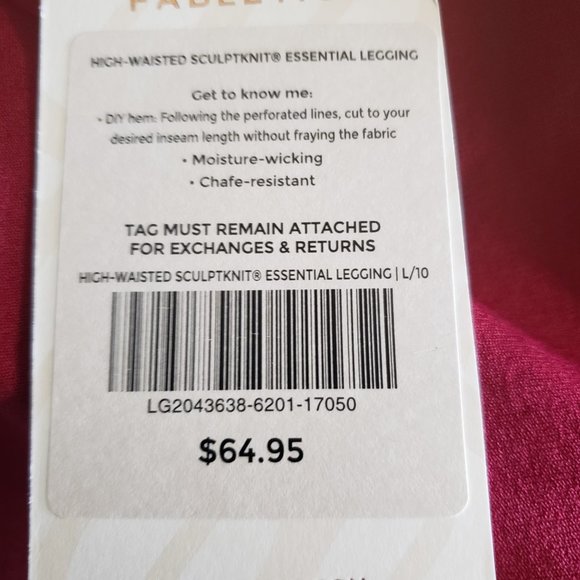 HIGH-WAISTED SCULPTKNIT® ESSENTIAL LEGGING
Get to know me:
• DIY hem: Following the perforated lines, cut to your
desired inseam length without fraying the fabric
• Moisture-wicking
• Chafe-resistant
TAG MUST REMAIN ATTACHED
FOR EXCHANGES & RETURNS
HIGH-WAISTED SCULPTKNIT® ESSENTIAL LEGGING | L/10
LG2043638-6201-17050
$64.95